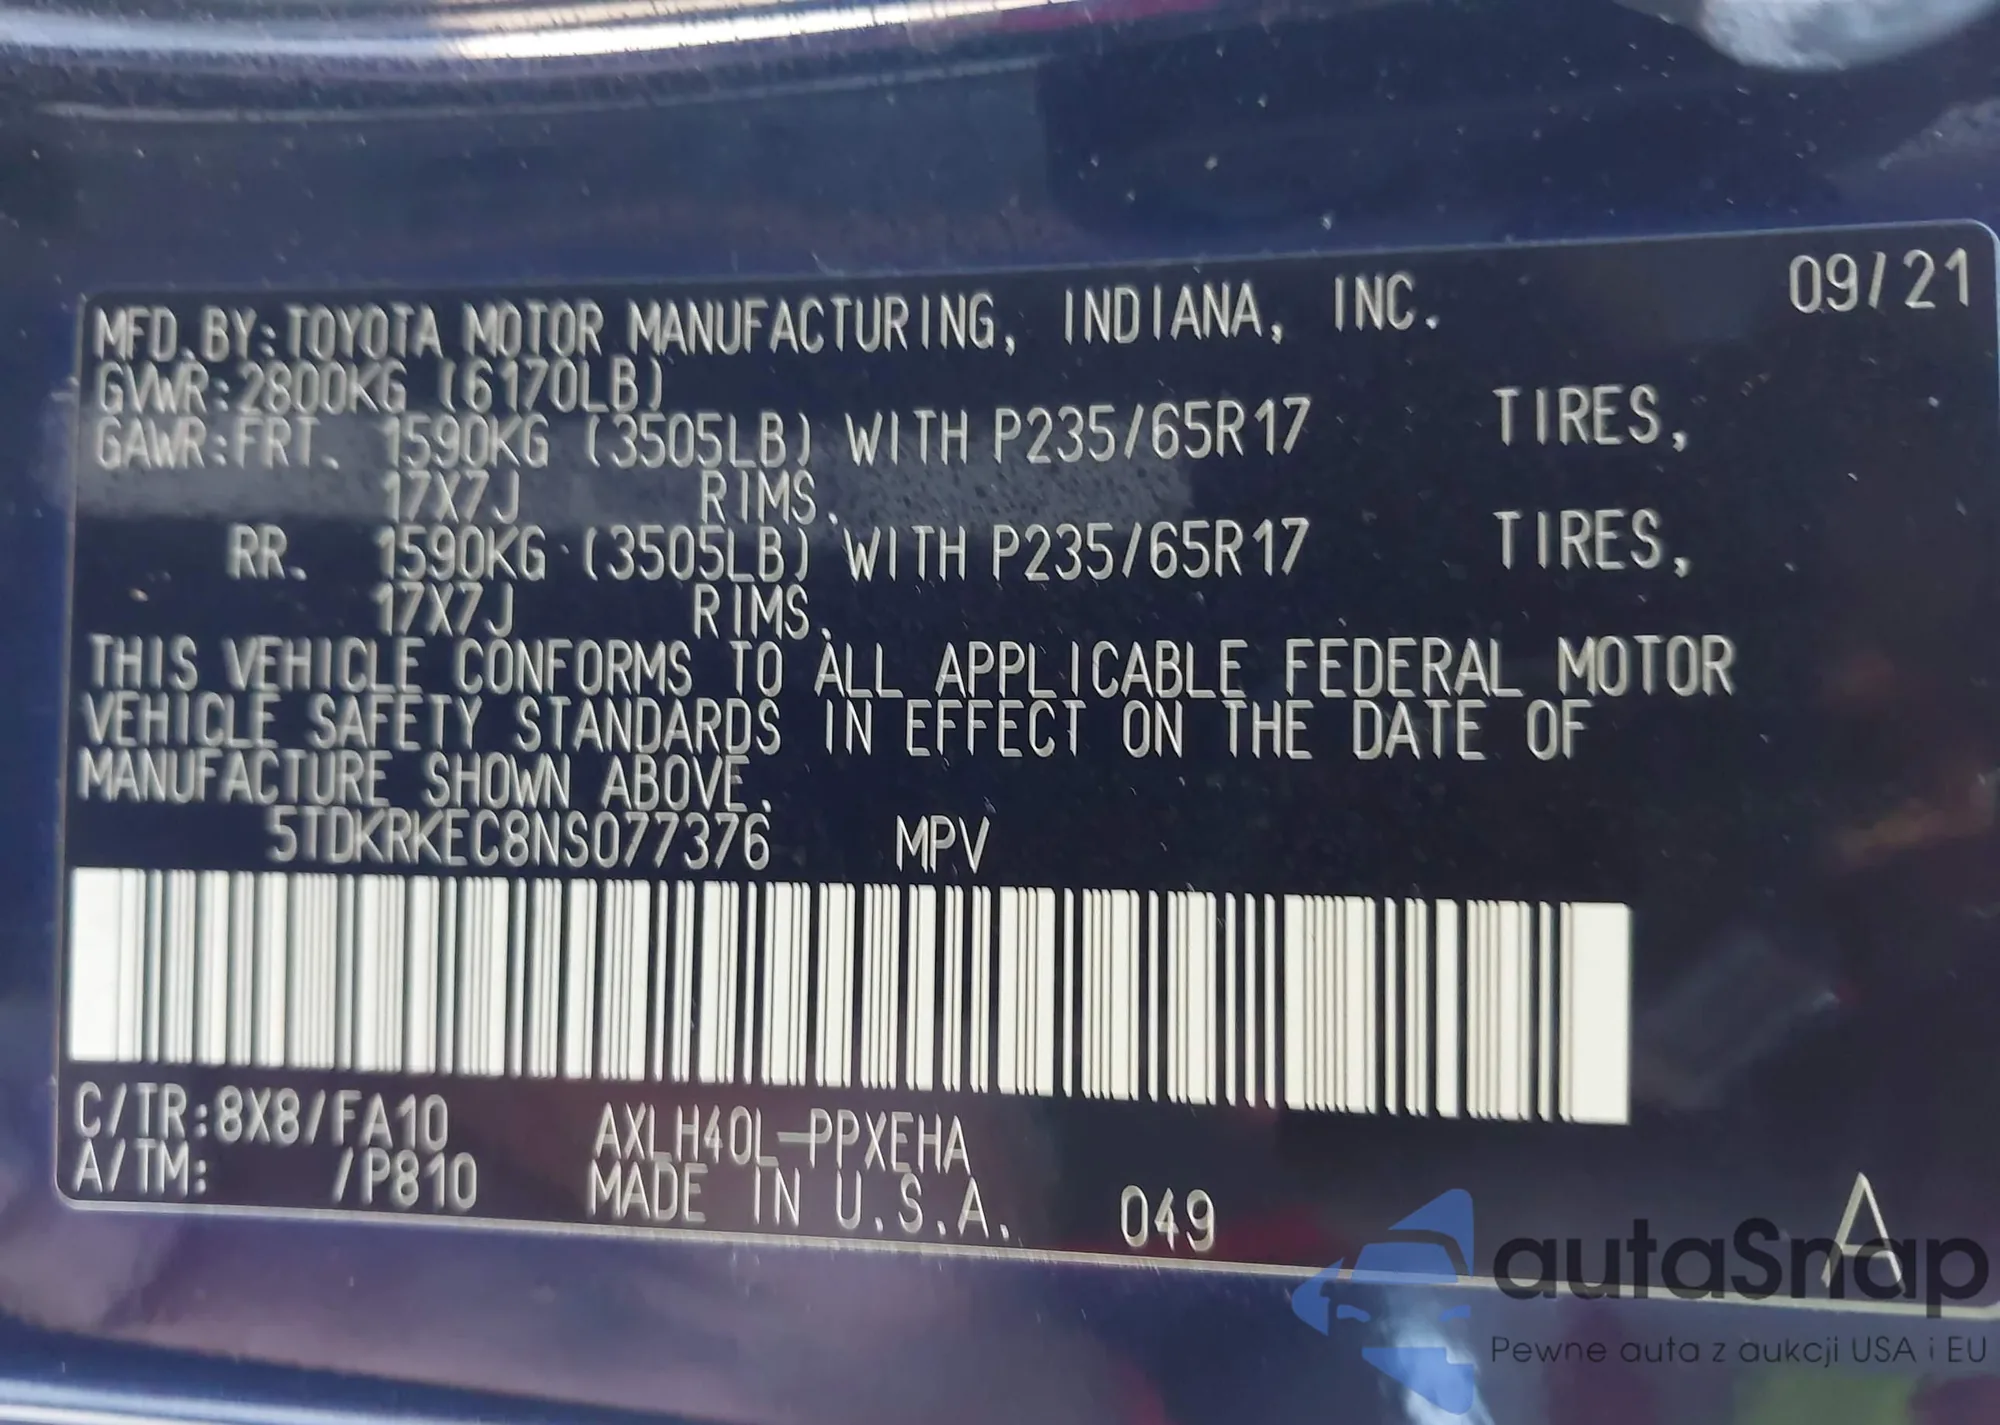 09/21
MFD.BY:TOYOTA MOTOR MANUFACTURING, INDIANA, INC.
GVWR:2800KG (6170LB)
GAWR:FRT. 1590KG (3505LB) WITH P235/65R17 TIRES,
17X7J RIMS.
RR. 1590KG (3505LB) WITH P235/65R17 TIRES,
17X7J RIMS.
THIS VEHICLE CONFORMS TO ALL APPLICABLE FEDERAL MOTOR
VEHICLE SAFETY STANDARDS IN EFFECT ON THE DATE OF
MANUFACTURE SHOWN ABOVE.
5TDKRKEC8NS077376 MPV
C/TR:8X8/FA10 AXLH40L-PPXEHA
A/TM: /P810 MADE IN U.S.A. 049 A
autaSnap
Pewne auta z aukcji USA i EU